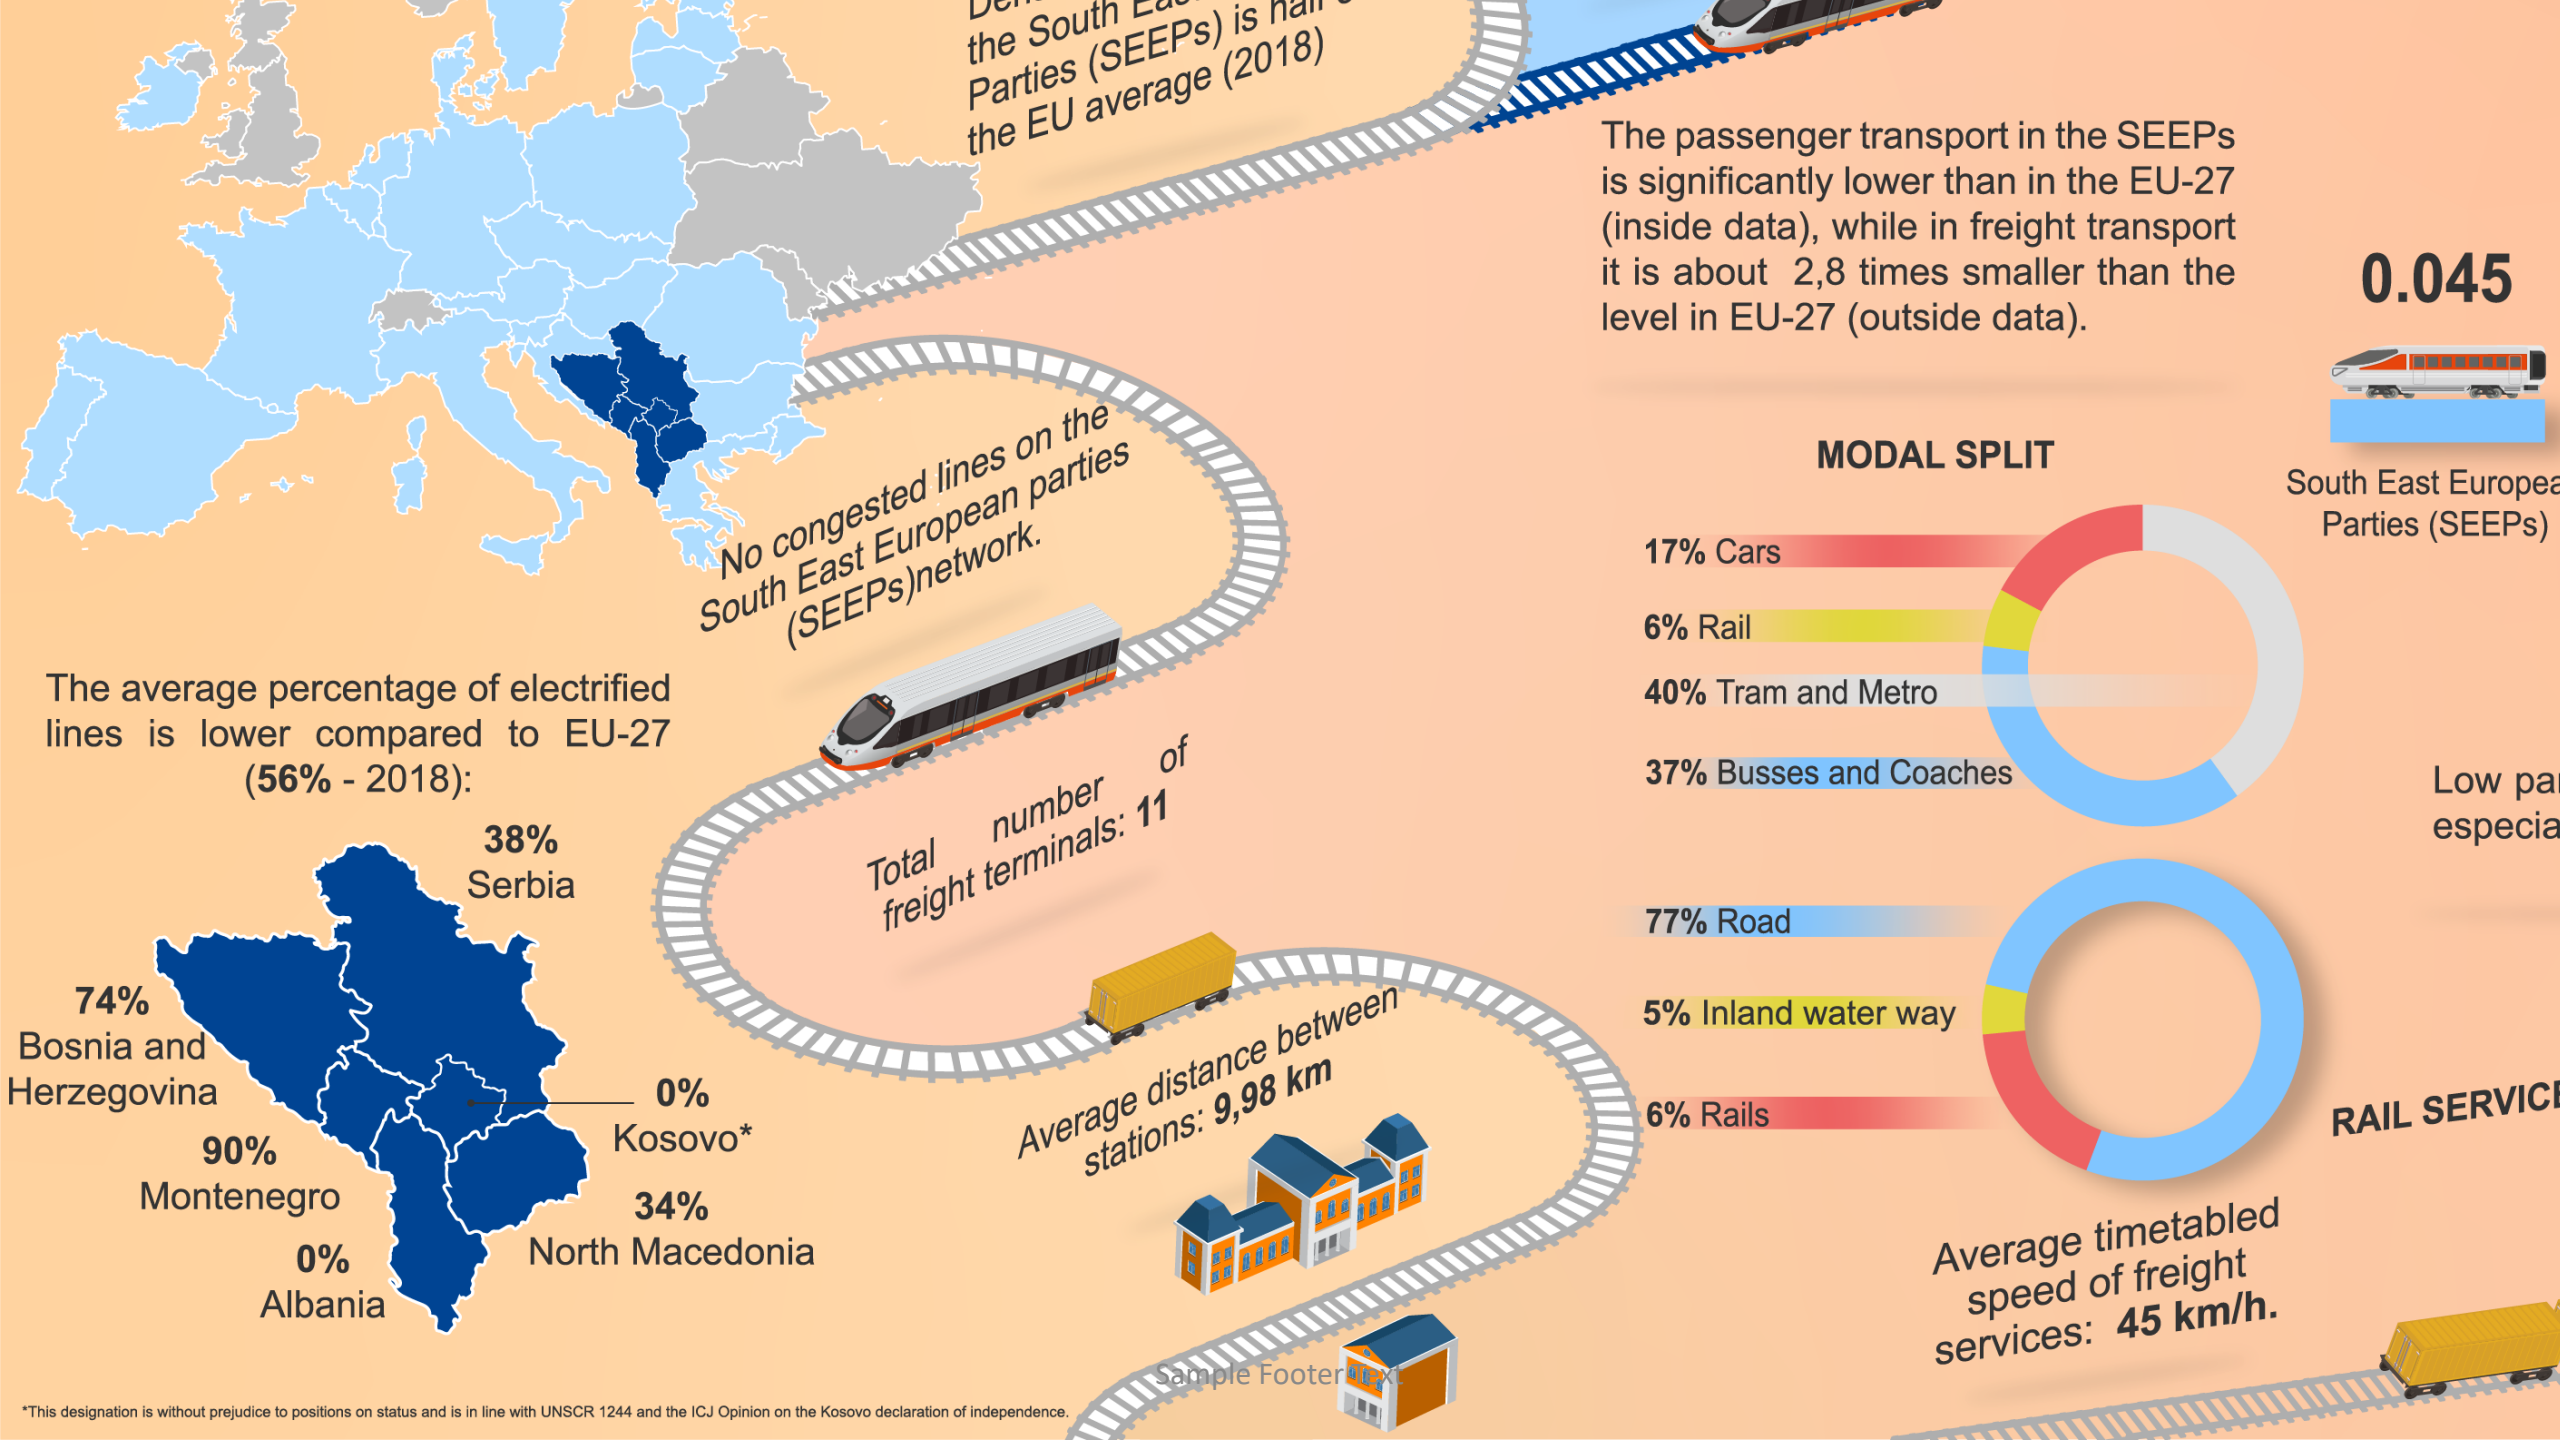 the South
Parties (SEEPs) is half
the EU average (2018)
The passenger transport in the SEEPs
is significantly lower than in the EU-27
(inside data), while in freight transport
it is about 2,8 times smaller than the
level in EU-27 (outside data).
0.045
South East Europea
Parties (SEEPs)
No congested lines on the
South East European parties
(SEEPs)network.
MODAL SPLIT
17% Cars
6% Rail
40% Tram and Metro
37% Busses and Coaches
77% Road
5% Inland water way
6% Rails
Low par
especia
The average percentage of electrified
lines is lower compared to EU-27
(56% - 2018):
38%
Serbia
74%
Bosnia and
Herzegovina
90%
Montenegro
0%
Albania
0%
Kosovo*
34%
North Macedonia
Total number of
freight terminals: 11
Average distance between
stations: 9,98 km
RAIL SERVICE
Average timetabled
speed of freight
services: 45 km/h.
Sample Footer Text
*This designation is without prejudice to positions on status and is in line with UNSCR 1244 and the ICJ Opinion on the Kosovo declaration of independence.